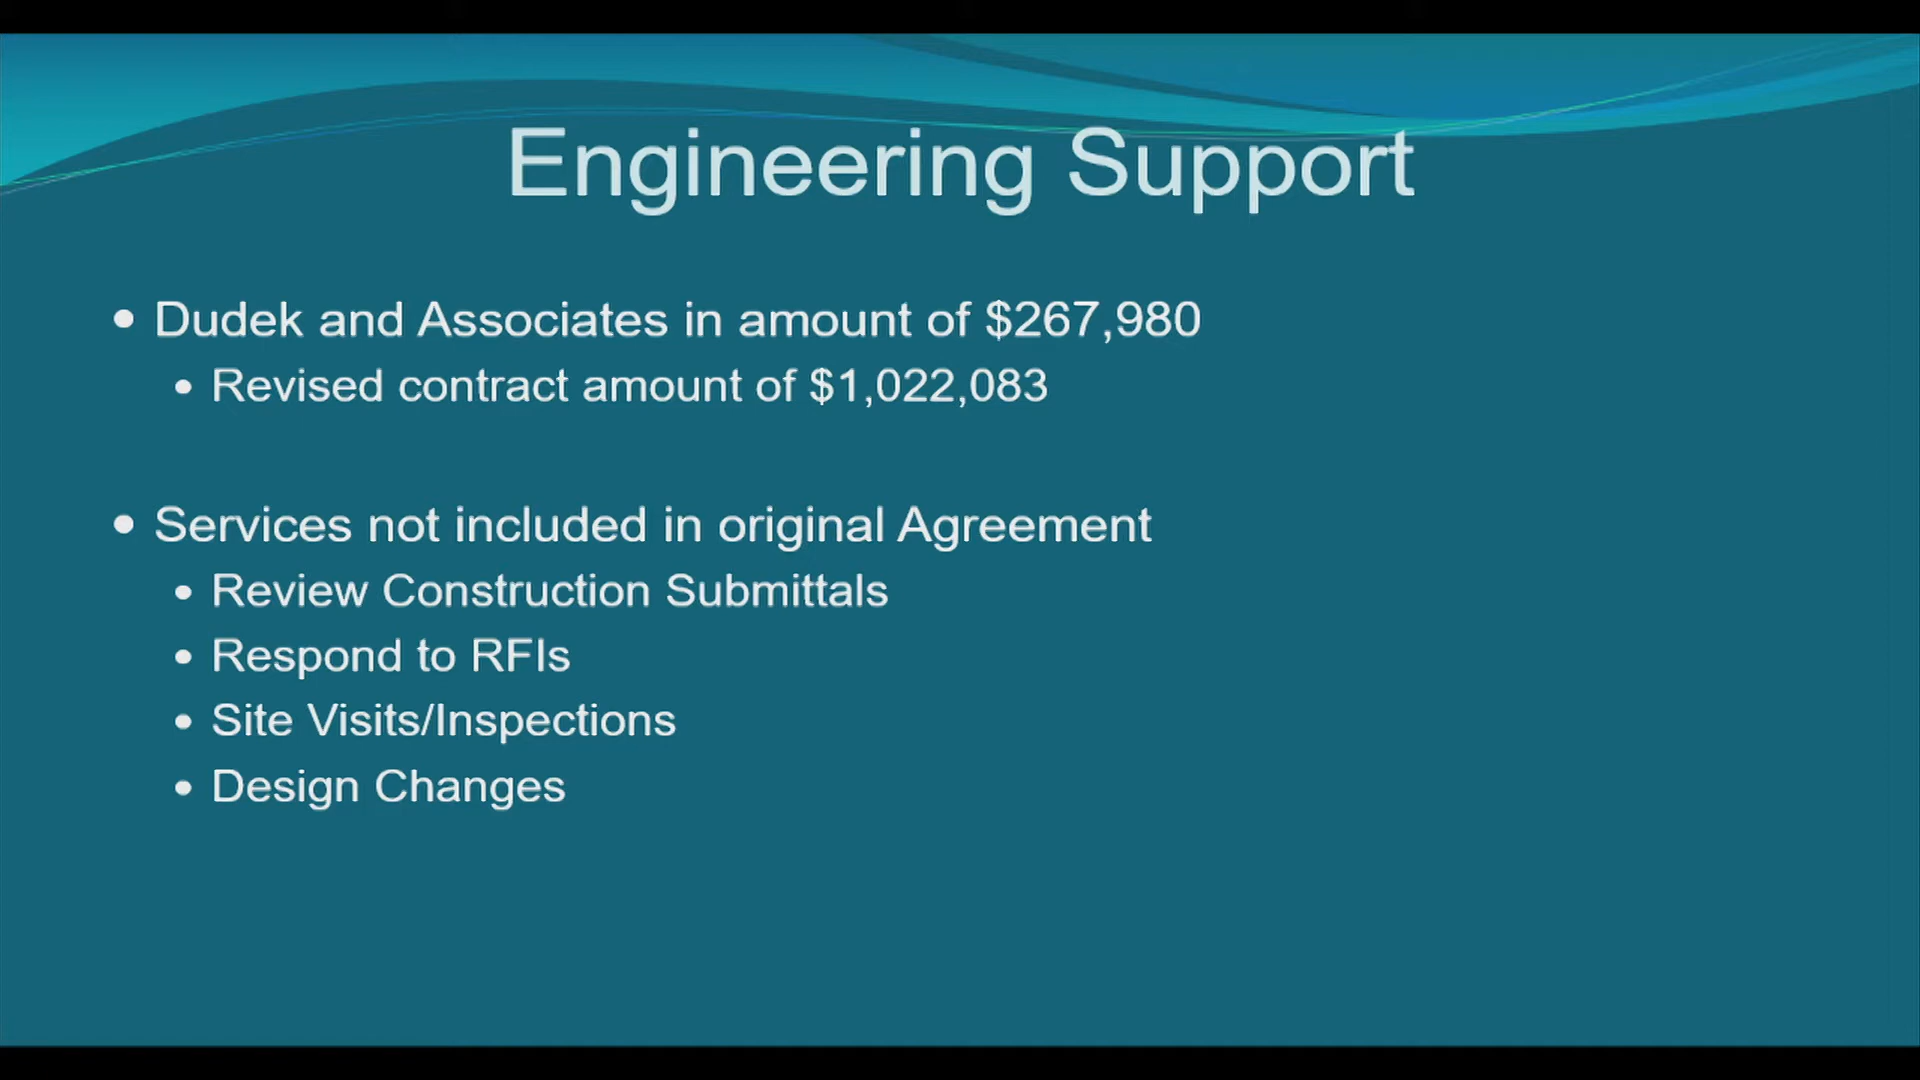 Engineering Support
• Dudek and Associates in amount of $267,980
• Revised contract amount of $1,022,083
• Services not included in original Agreement
• Review Construction Submittals
• Respond to RFIs
• Site Visits/Inspections
• Design Changes